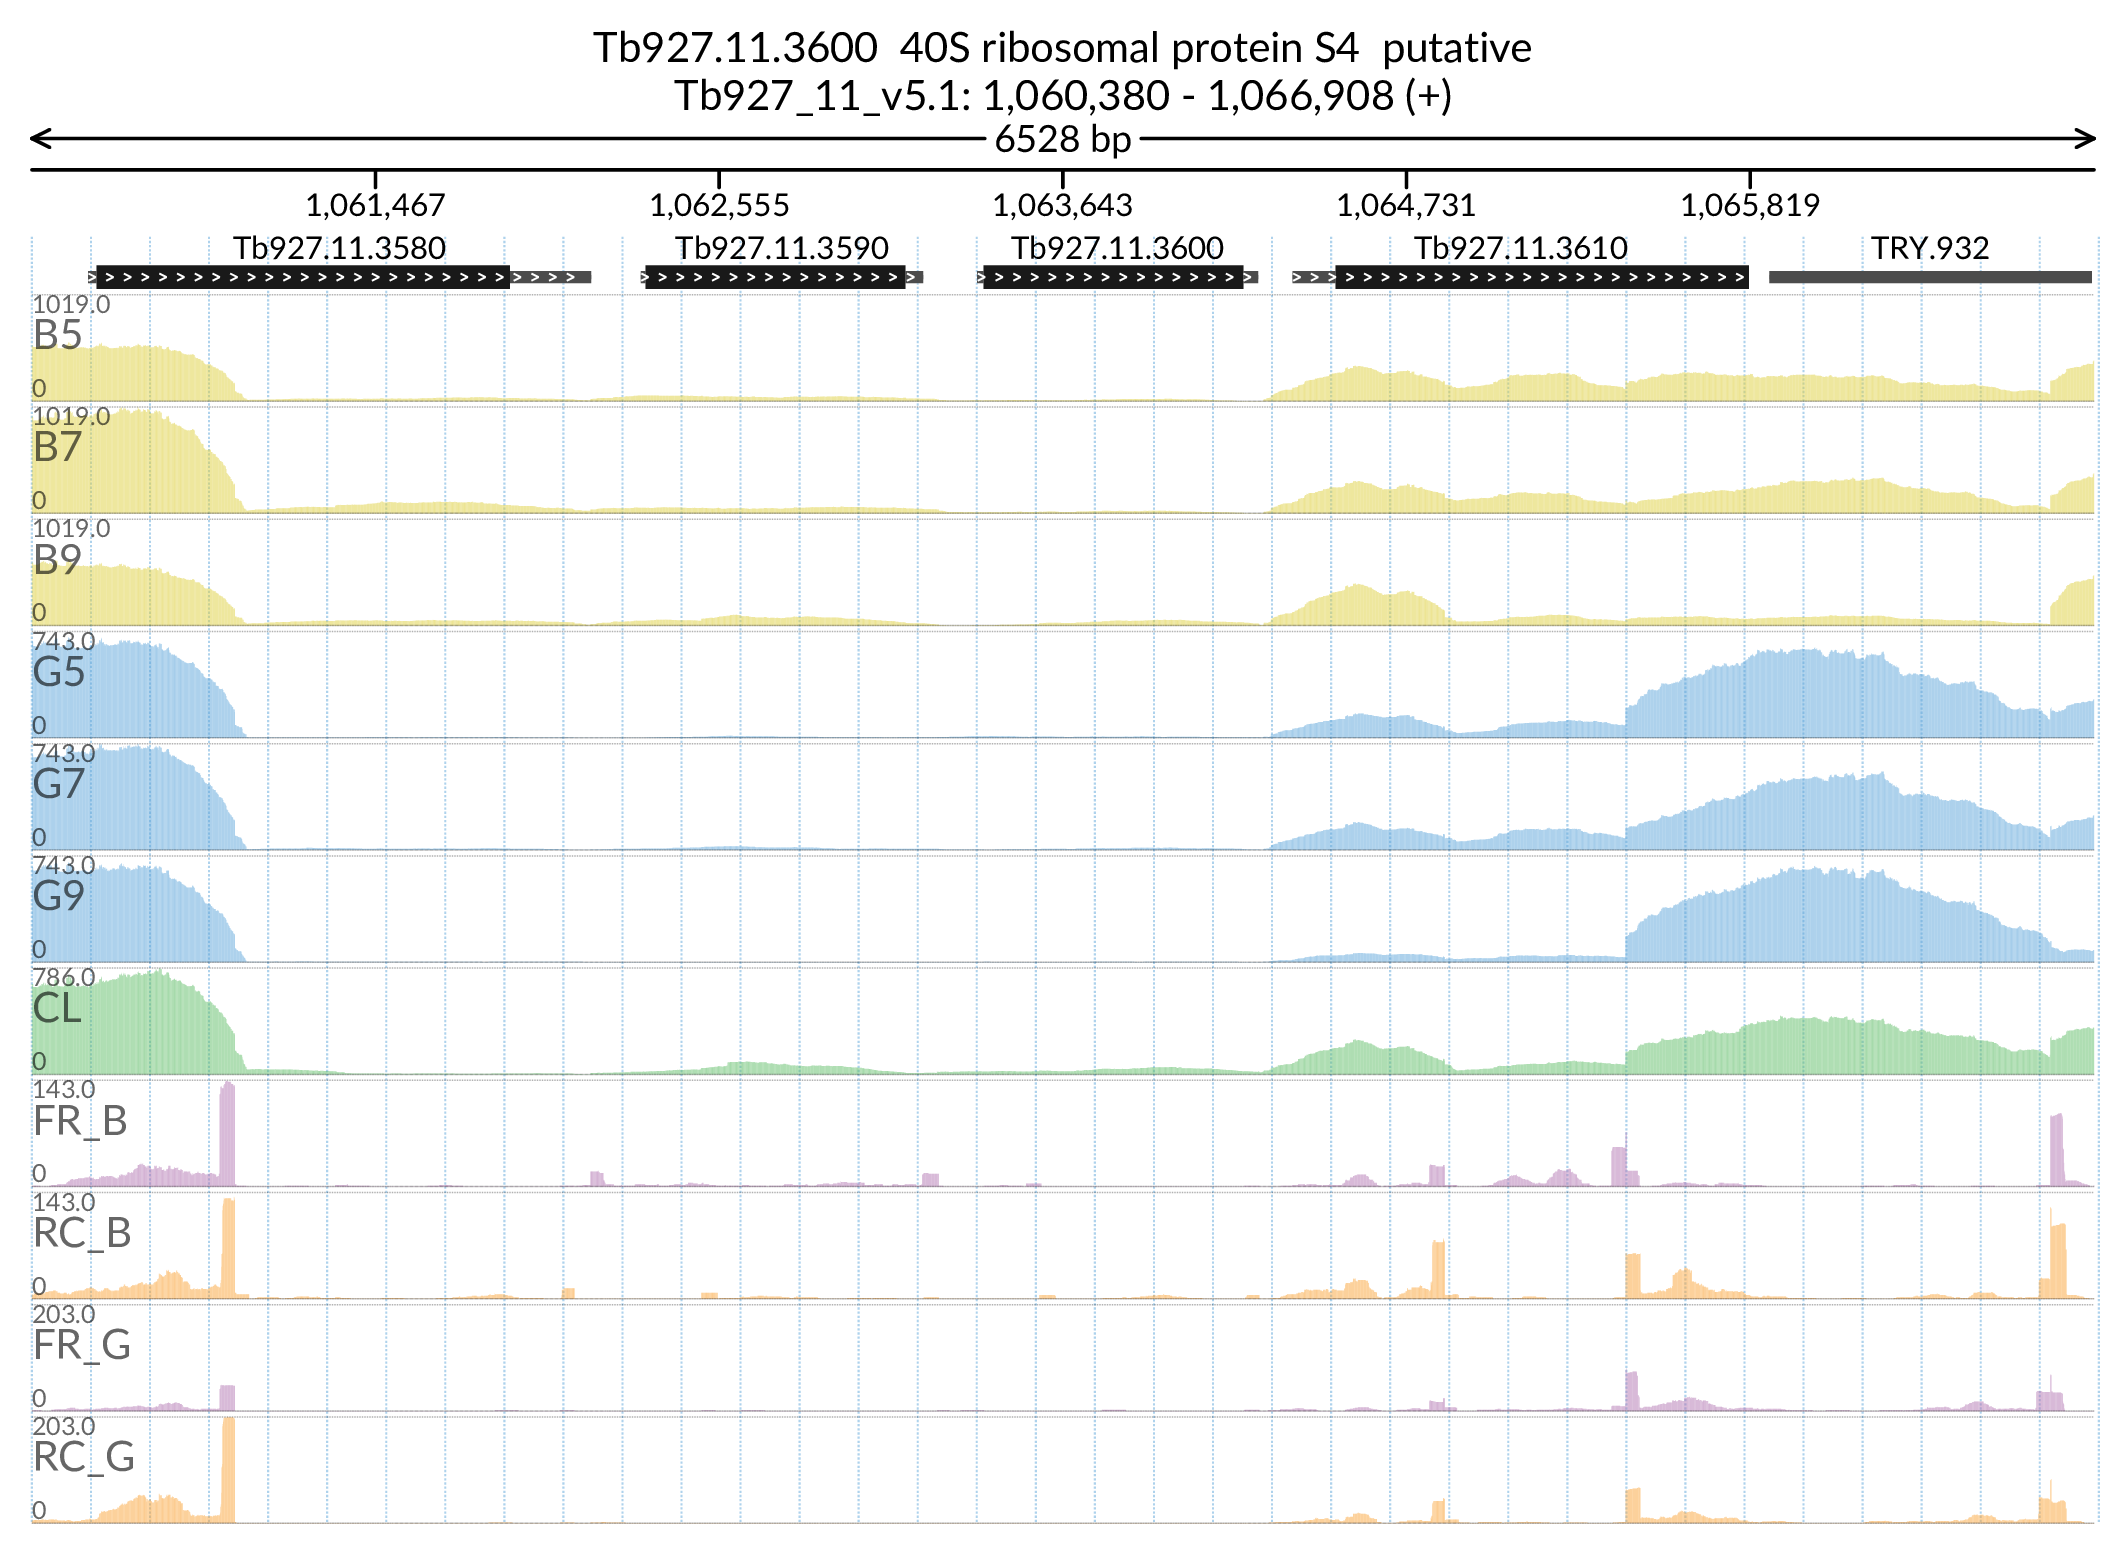 Tb927.11.3600  40S ribosomal protein S4  putative
Tb927_11_v5.1: 1,060,380 - 1,066,908 (+)
6528 bp
1,061,467 1,062,555 1,063,643 1,064,731 1,065,819
Tb927.11.3580 Tb927.11.3590 Tb927.11.3600 Tb927.11.3610 TRY.932
1019.0
B5
0
1019.0
B7
0
1019.0
B9
0
743.0
G5
0
743.0
G7
0
743.0
G9
0
786.0
CL
0
143.0
FR_B
0
143.0
RC_B
0
203.0
FR_G
0
203.0
RC_G
0